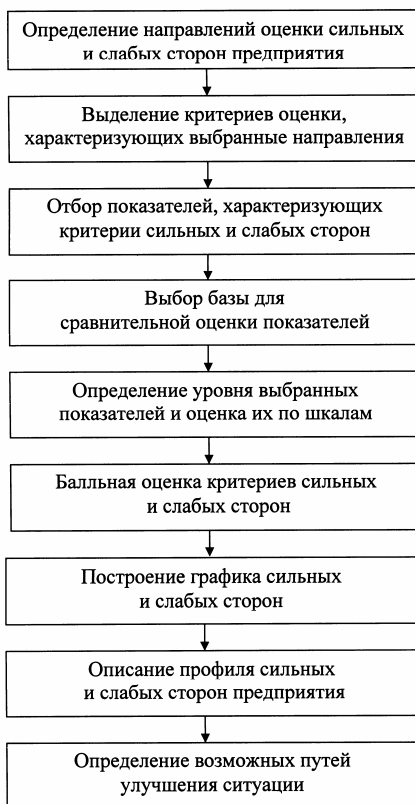 Определение направлений оценки сильных
и слабых сторон предприятия
Выделение критериев оценки,
характеризующих выбранные направления
Отбор показателей, характеризующих
критерии сильных и слабых сторон
Выбор базы для
сравнительной оценки показателей
Определение уровня выбранных
показателей и оценка их по шкалам
Балльная оценка критериев сильных
и слабых сторон
Построение графика сильных
и слабых сторон
Описание профиля сильных
и слабых сторон предприятия
Определение возможных путей
улучшения ситуации